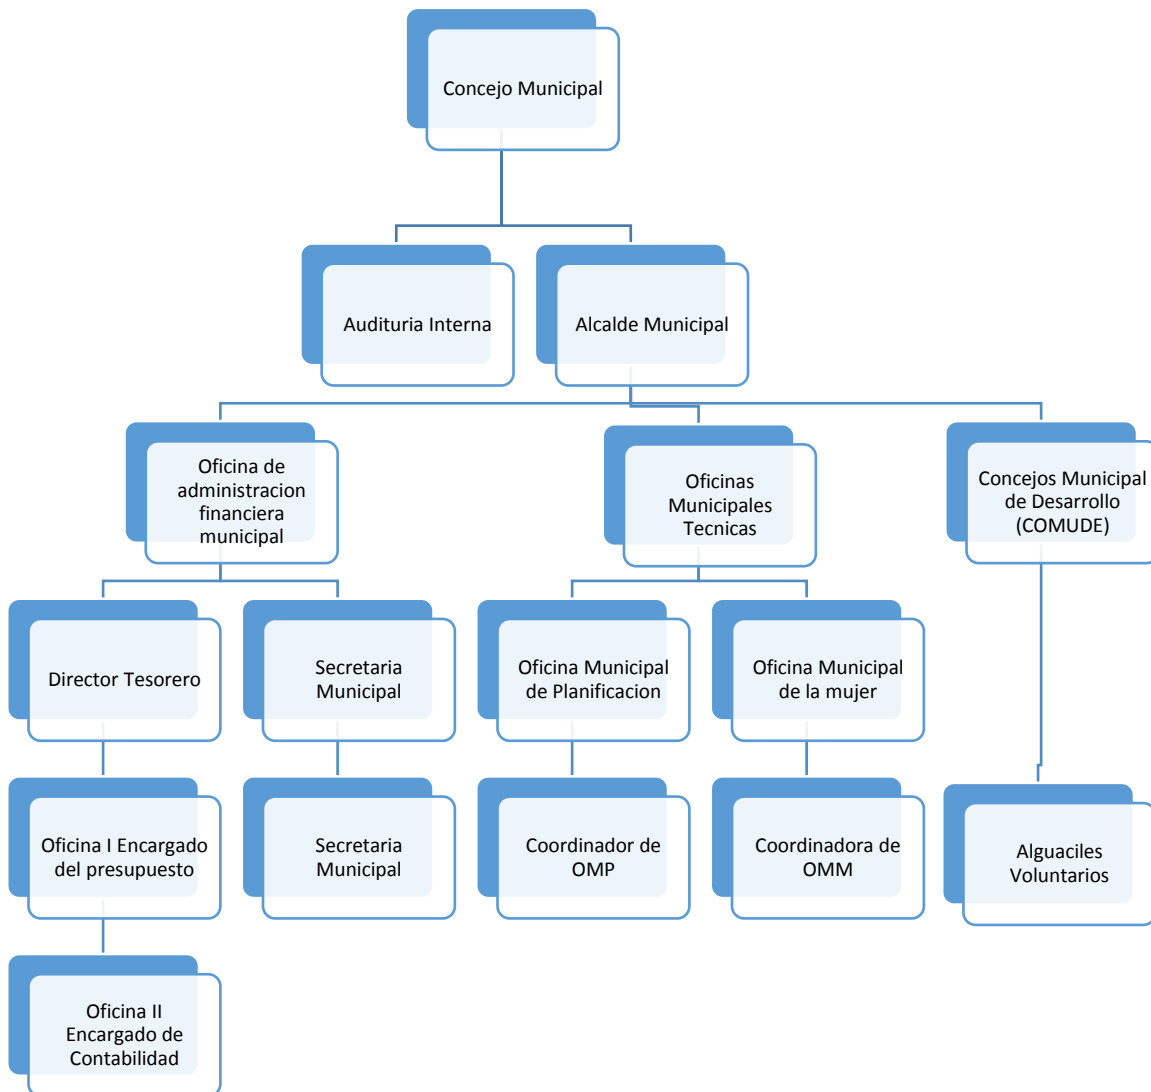 Concejo Municipal
Audituria Interna
Alcalde Municipal
Oficina de
administracion
financiera
municipal
Oficinas
Municipales
Tecnicas
Concejos Municipal
de Desarrollo
(COMUDE)
Director Tesorero
Secretaria
Municipal
Oficina Municipal
de Planificacion
Oficina Municipal
de la mujer
Oficina I Encargado
del presupuesto
Secretaria
Municipal
Coordinador de
OMP
Coordinadora de
OMM
Alguaciles
Voluntarios
Oficina II
Encargado de
Contabilidad